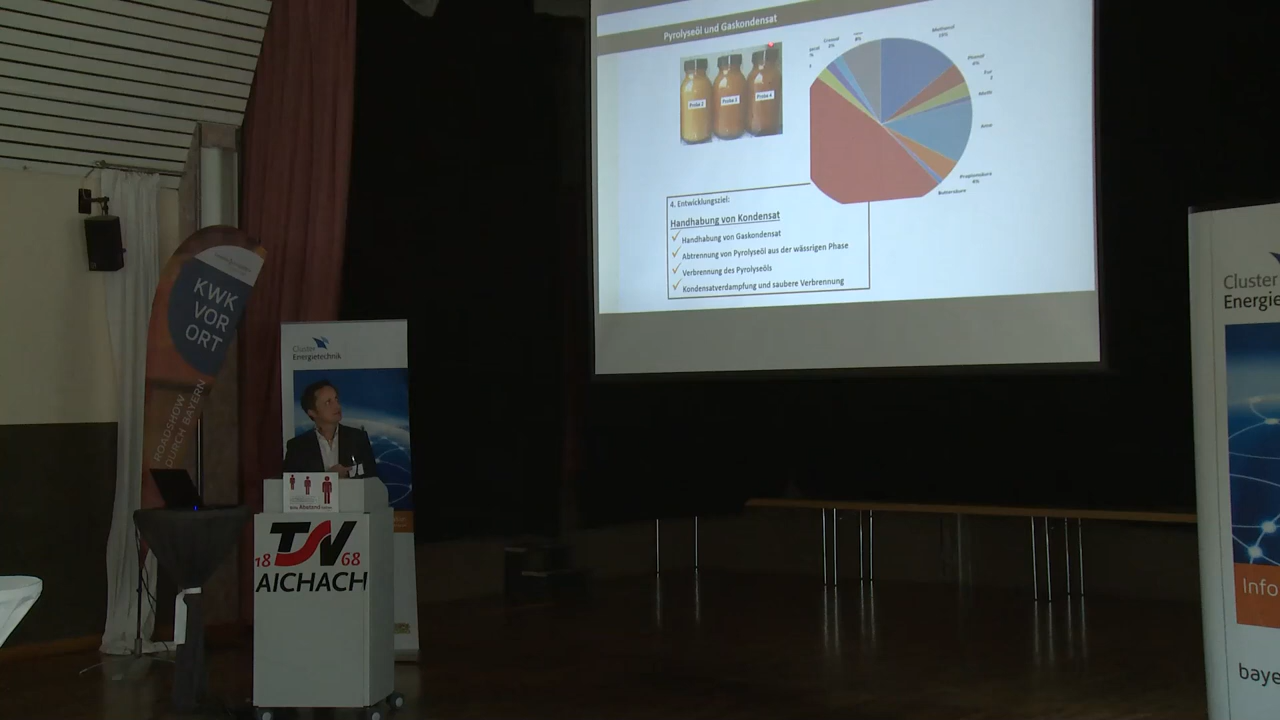 Pyrolyseöl und Gaskondensat
Probe 2
Probe 3
Probe 4
4. Entwicklungsziel:
Handhabung von Kondensat
Handhabung von Gaskondensat
Abtrennung von Pyrolyseöl aus der wässrigen Phase
Verbrennung des Pyrolyseöls
Kondensatverdampfung und saubere Verbrennung
Methanol
Propionsäure
Buttersäure
KWK
VOR
ORT
ROADSHOW
DURCH BAYERN
Cluster
Energietechnik
Abstand
18 TSV 68
AICHACH
Cluster
Energie
Info
baye